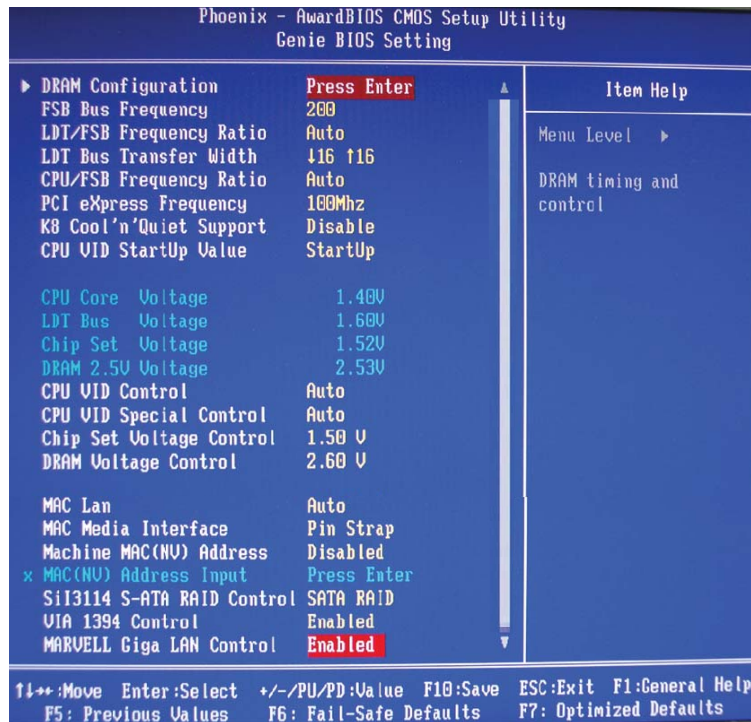 Phoenix - AwardBIOS CMOS Setup Utility
Genie BIOS Setting
DRAM Configuration Press Enter
FSB Bus Frequency 200
LDT/FSB Frequency Ratio Auto
LDT Bus Transfer Width ↓16 ↑16
CPU/FSB Frequency Ratio Auto
PCI eXpress Frequency 100Mhz
K8 Cool'n'Quiet Support Disable
CPU VID StartUp Value StartUp
CPU Core Voltage 1.40V
LDT Bus Voltage 1.60V
Chip Set Voltage 1.52V
DRAM 2.5V Voltage 2.53V
CPU VID Control Auto
CPU VID Special Control Auto
Chip Set Voltage Control 1.50 V
DRAM Voltage Control 2.60 V
MAC Lan Auto
MAC Media Interface Pin Strap
Machine MAC(NV) Address Disabled
x MAC(NV) Address Input Press Enter
SiI3114 S-ATA RAID Control SATA RAID
VIA 1394 Control Enabled
MARVELL Giga LAN Control Enabled
Item Help
Menu Level
DRAM timing and
control
↑↓→←:Move Enter:Select +/-/PU/PD:Value F10:Save ESC:Exit F1:General Help
F5: Previous Values F6: Fail-Safe Defaults F7: Optimized Defaults